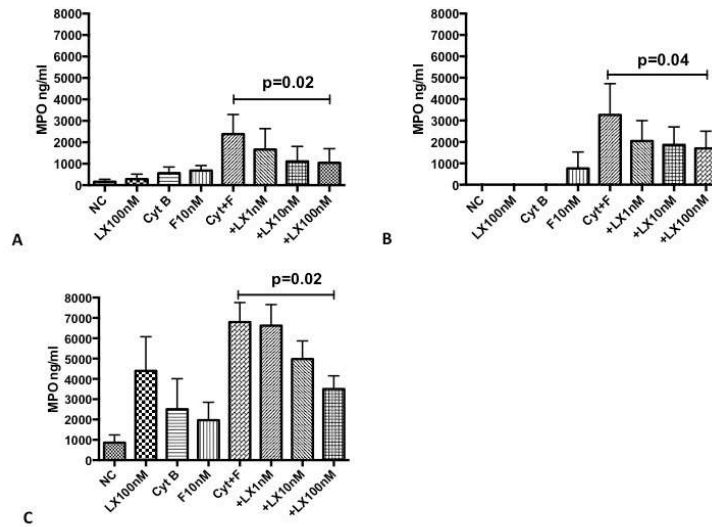 8000
7000
6000
5000
4000
3000
2000
1000
0
MPO ng/ml
p=0.02
NC
LX100nM
Cyt B
F10nM
Cyt+F
+LX1nM
+LX10nM
+LX100nM
A
8000
7000
6000
5000
4000
3000
2000
1000
0
MPO ng/ml
p=0.04
NC
LX100nM
Cyt B
F10nM
Cyt+F
+LX1nM
+LX10nM
+LX100nM
B
p=0.02
8000
7000
6000
5000
4000
3000
2000
1000
0
MPO ng/ml
NC
LX100nM
Cyt B
F10nM
Cyt+F
+LX1nM
+LX10nM
+LX100nM
C